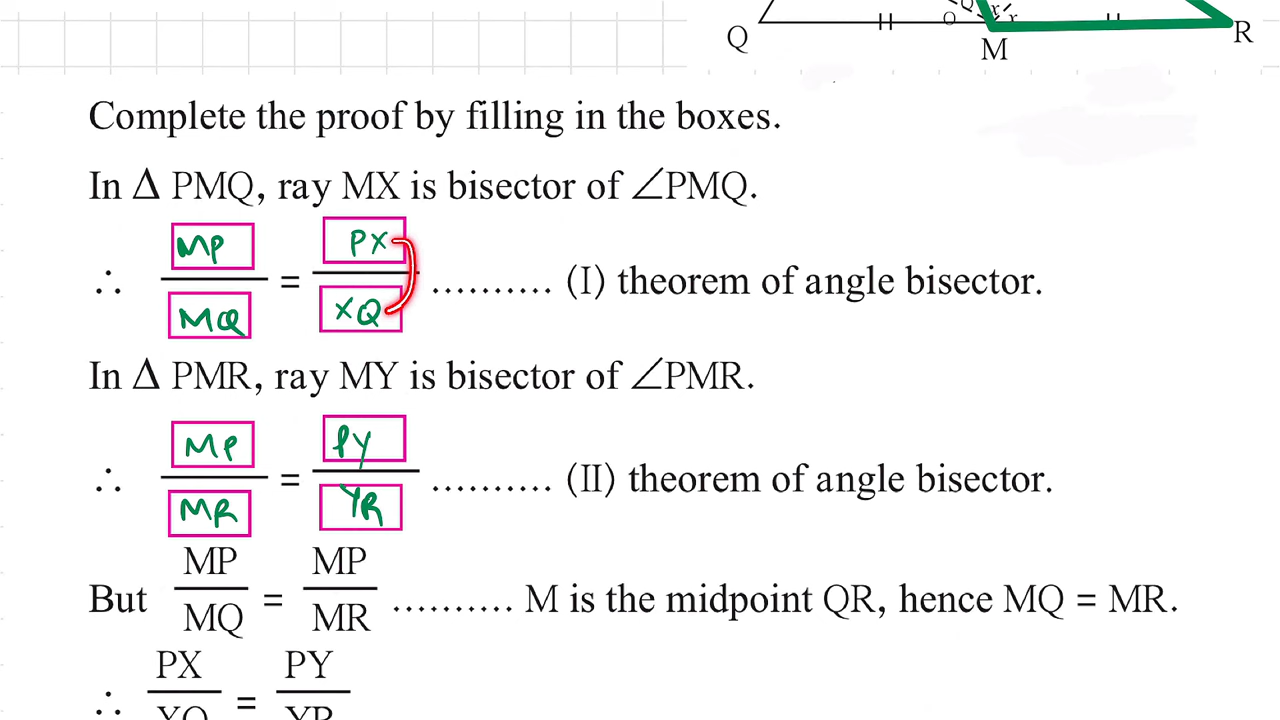 Q
Q x x
M
R
Complete the proof by filling in the boxes.
In Δ PMQ, ray MX is bisector of ∠PMQ.
∴ MP / MQ = PX / XQ .......... (I) theorem of angle bisector.
In Δ PMR, ray MY is bisector of ∠PMR.
∴ MP / MR = PY / YR .......... (II) theorem of angle bisector.
But MP / MQ = MP / MR .......... M is the midpoint QR, hence MQ = MR.
∴ PX / XQ = PY / YR